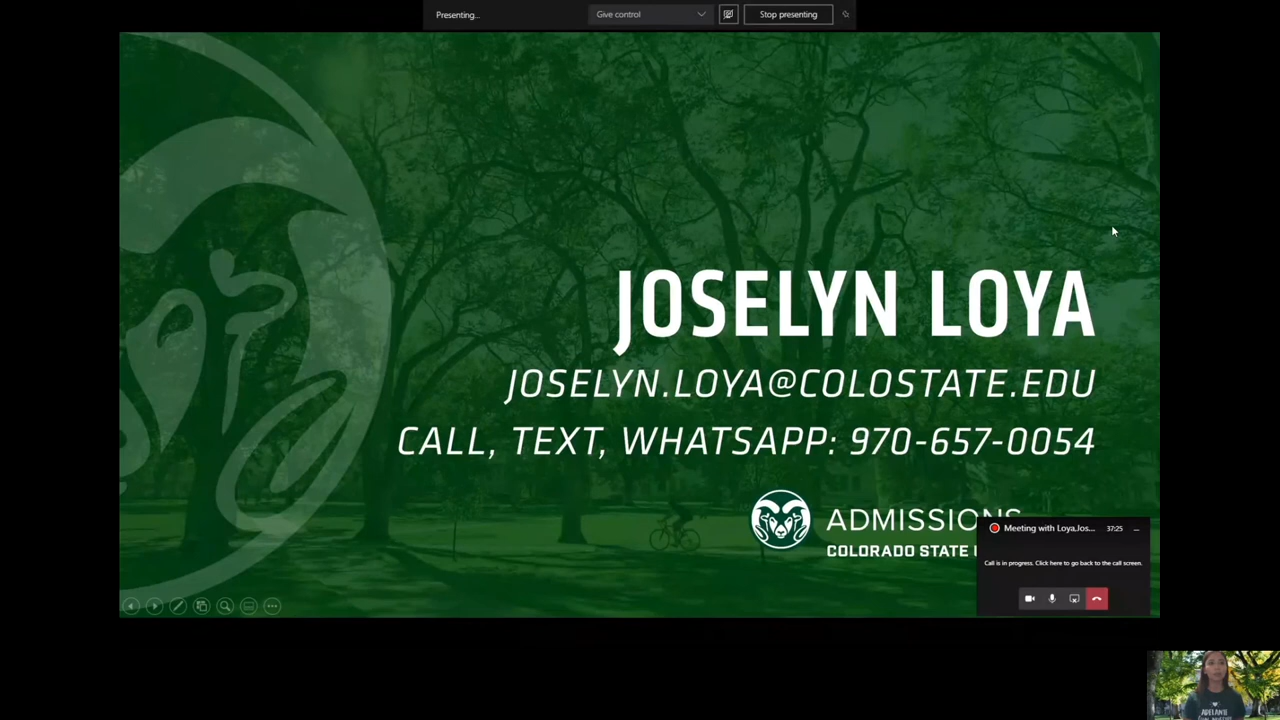 Presenting...
Give control
Stop presenting
JOSELYN LOYA
JOSELYN.LOYA@COLOSTATE.EDU
CALL, TEXT, WHATSAPP: 970-657-0054
ADMISSIONS
COLORADO STATE
Meeting with Loya,Jos...
37:25
Call is in progress. Click here to go back to the call screen.
ADELANTE